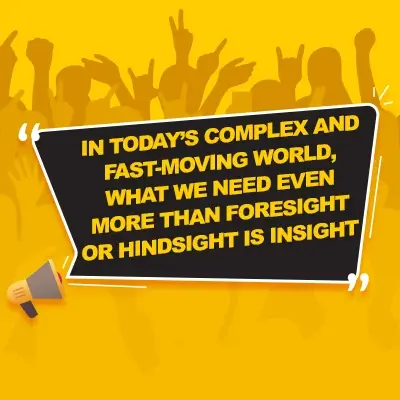 IN TODAY'S COMPLEX AND
FAST-MOVING WORLD,
WHAT WE NEED EVEN
MORE THAN FORESIGHT
OR HINDSIGHT IS INSIGHT